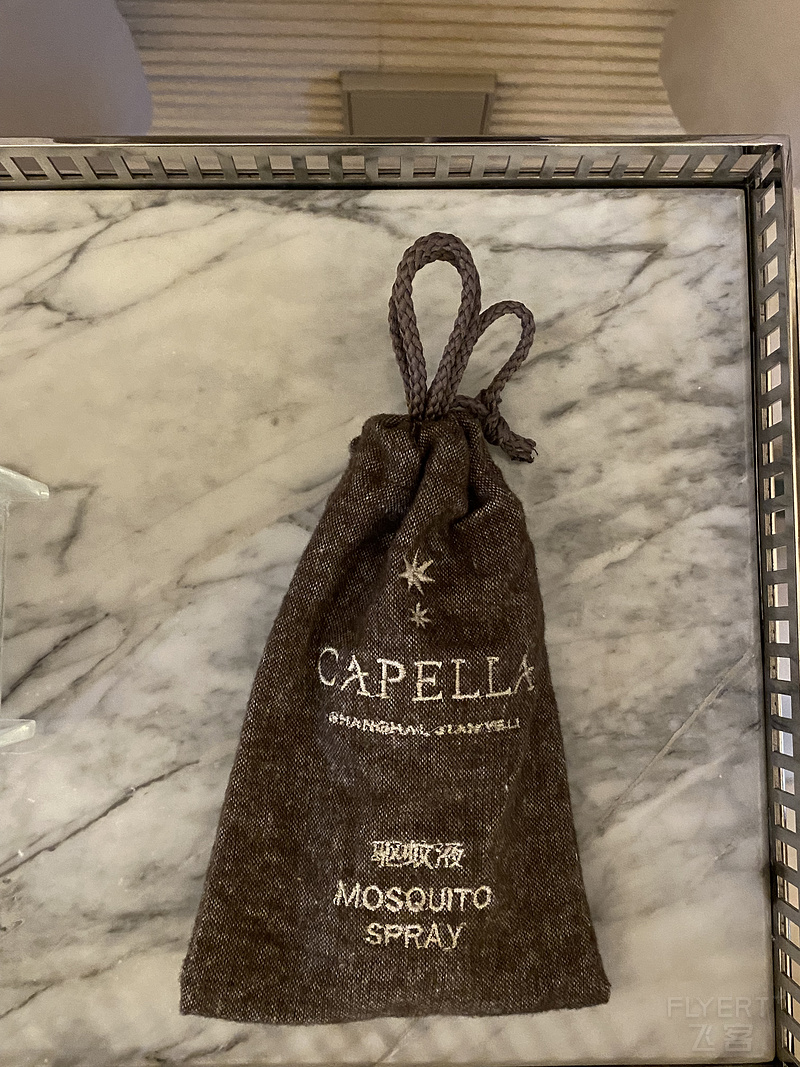 CAPELLA
SHANGHAI, JIAN YE LI
驱蚊液
MOSQUITO
SPRAY
FLYERT
飞客